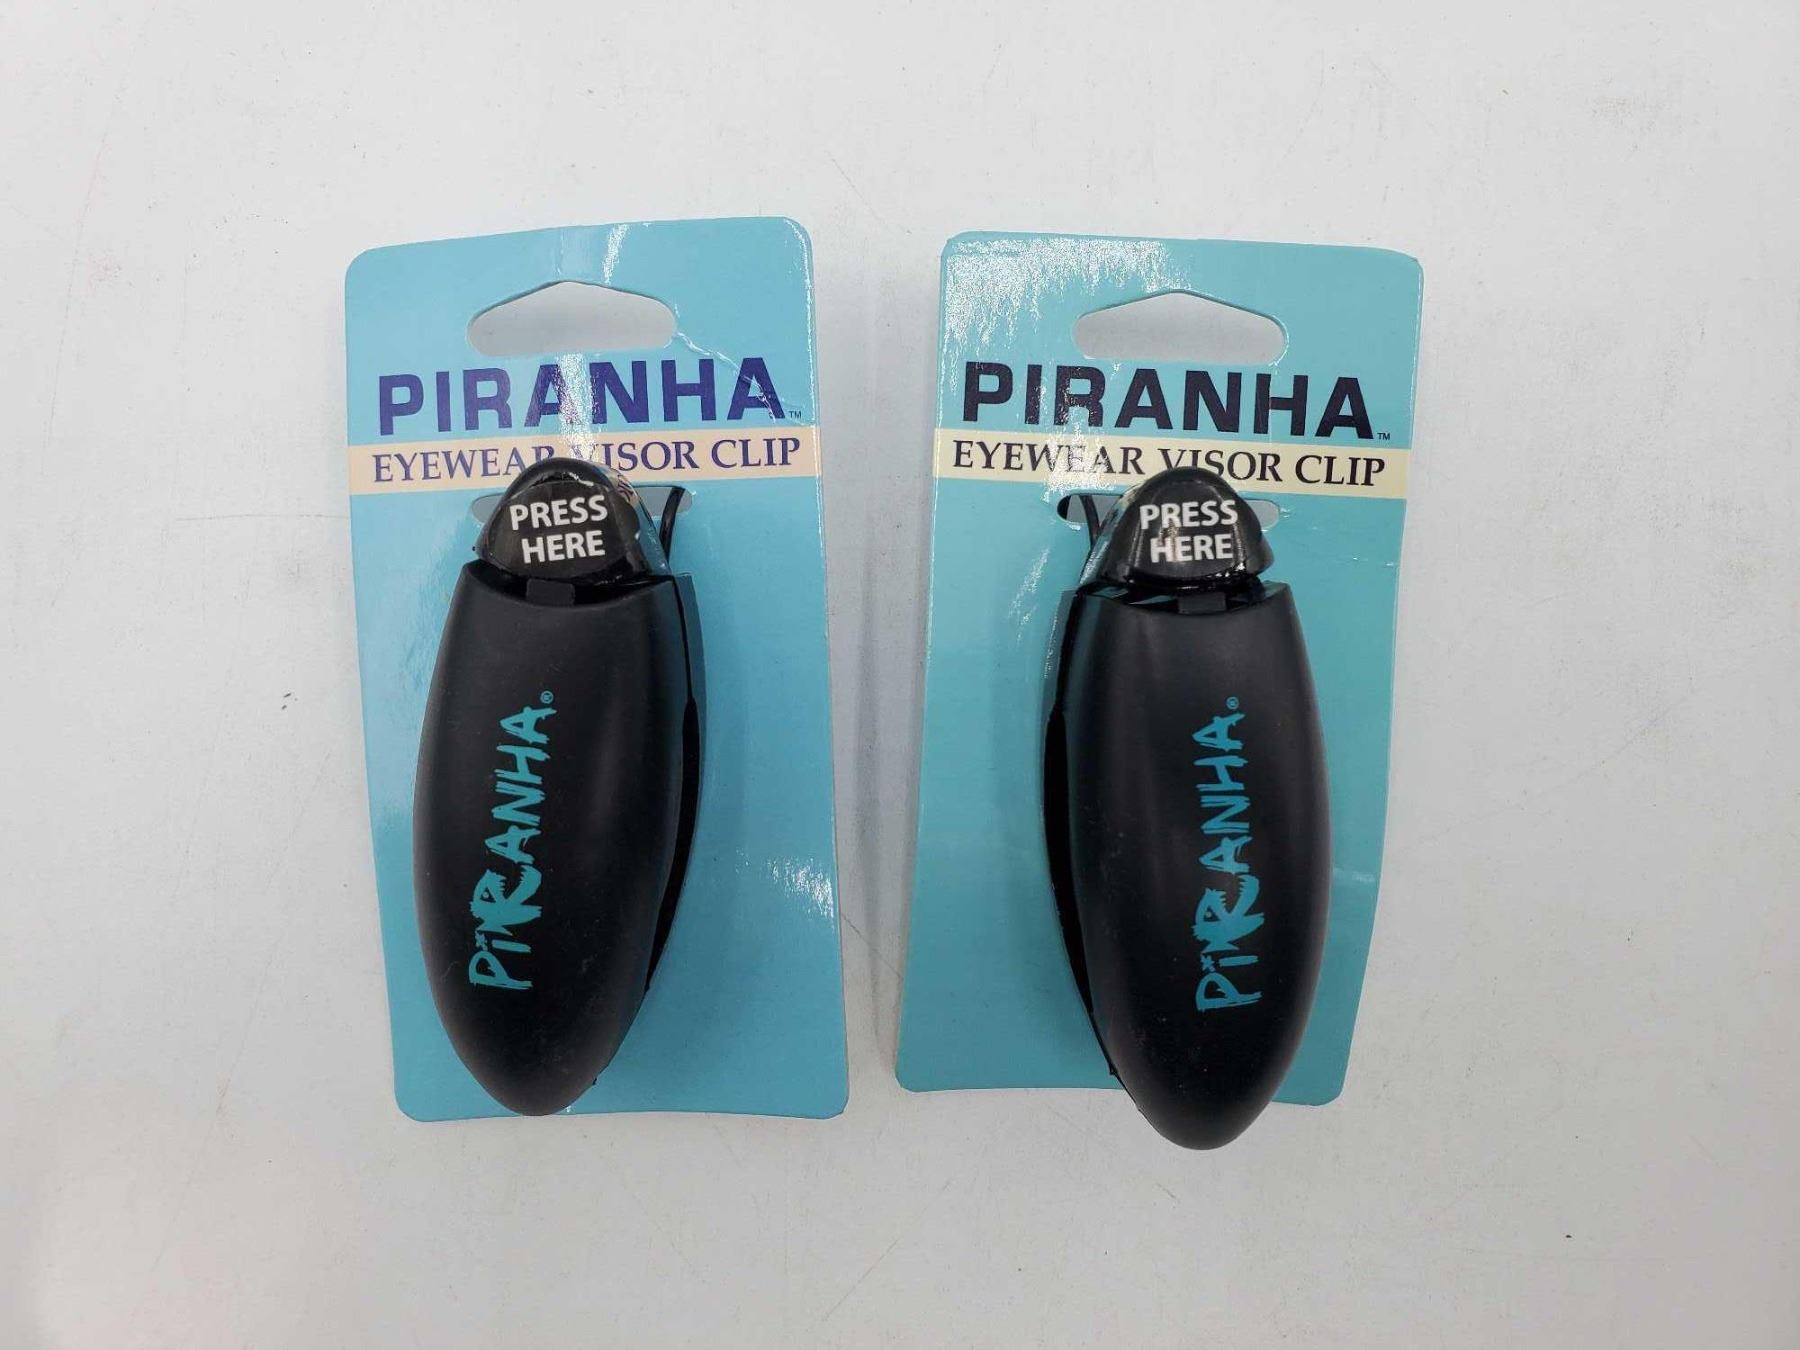 PIRANHA™
EYEWEAR VISOR CLIP
PRESS
HERE
PiRANHA®
PIRANHA™
EYEWEAR VISOR CLIP
PRESS
HERE
PiRANHA®